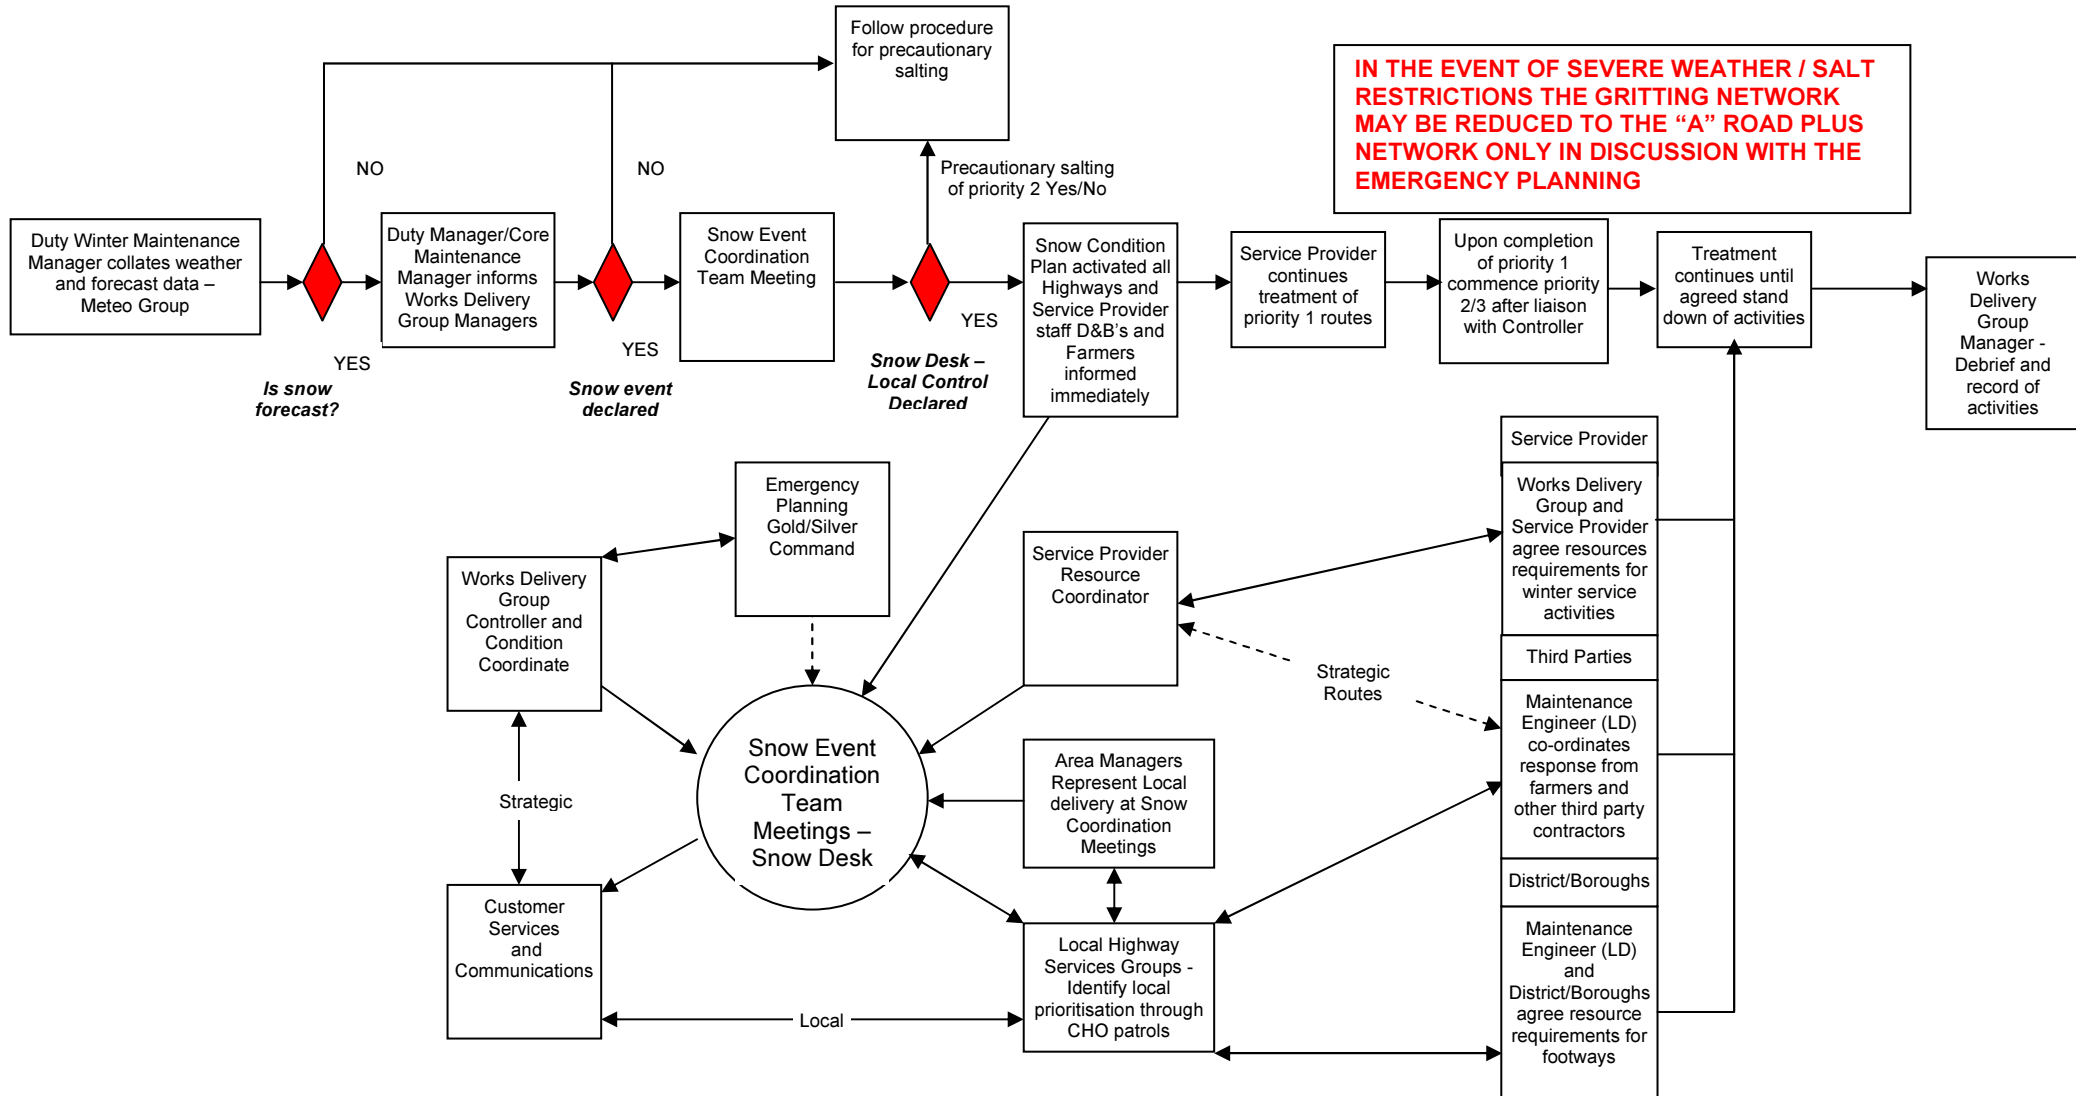 Follow procedure
for precautionary
salting
IN THE EVENT OF SEVERE WEATHER / SALT
RESTRICTIONS THE GRITTING NETWORK
MAY BE REDUCED TO THE “A” ROAD PLUS
NETWORK ONLY IN DISCUSSION WITH THE
EMERGENCY PLANNING
NO
NO
Precautionary salting
of priority 2 Yes/No
Duty Winter Maintenance
Manager collates weather
and forecast data –
Meteo Group
YES
Is snow
forecast?
Duty Manager/Core
Maintenance
Manager informs
Works Delivery
Group Managers
YES
Snow event
declared
Snow Event
Coordination
Team Meeting
YES
Snow Desk –
Local Control
Declared
Snow Condition
Plan activated all
Highways and
Service Provider
staff D&B’s and
Farmers
informed
immediately
Service Provider
continues
treatment of
priority 1 routes
Upon completion
of priority 1
commence priority
2/3 after liaison
with Controller
Treatment
continues until
agreed stand
down of activities
Works
Delivery
Group
Manager -
Debrief and
record of
activities
Emergency
Planning
Gold/Silver
Command
Works Delivery
Group
Controller and
Condition
Coordinate
Strategic
Customer
Services
and
Communications
Snow Event
Coordination
Team
Meetings –
Snow Desk
Service Provider
Resource
Coordinator
Area Managers
Represent Local
delivery at Snow
Coordination
Meetings
Local Highway
Services Groups -
Identify local
prioritisation through
CHO patrols
Local
Strategic
Routes
Service Provider
Works Delivery
Group and
Service Provider
agree resources
requirements for
winter service
activities
Third Parties
Maintenance
Engineer (LD)
co-ordinates
response from
farmers and
other third party
contractors
District/Boroughs
Maintenance
Engineer (LD)
and
District/Boroughs
agree resource
requirements for
footways